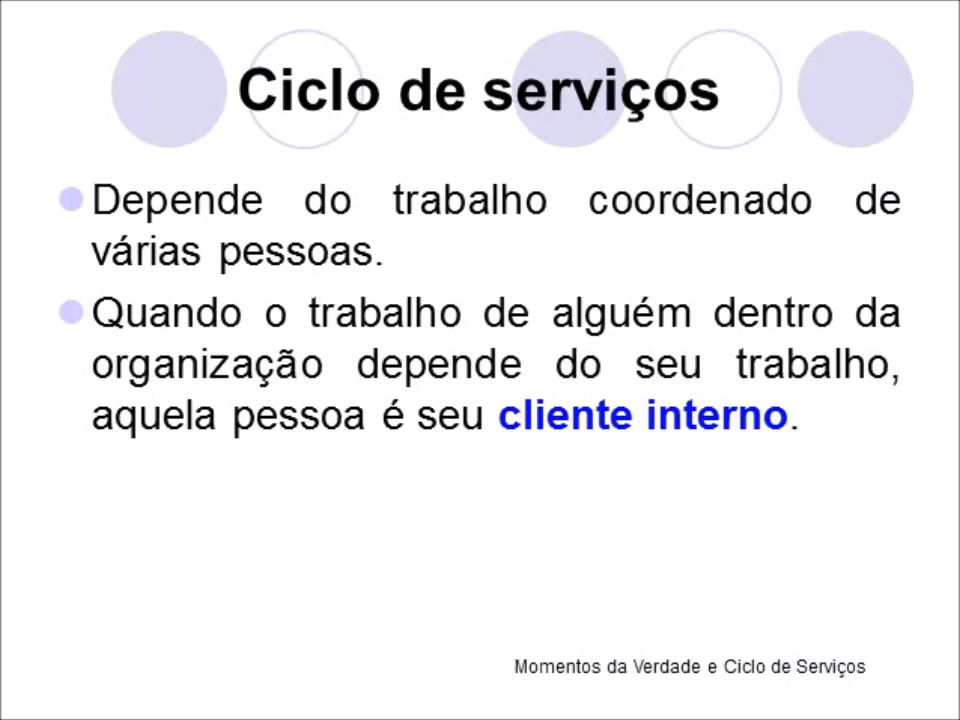 Ciclo de serviços
Depende do trabalho coordenado de
várias pessoas.
Quando o trabalho de alguém dentro da
organização depende do seu trabalho,
aquela pessoa é seu cliente interno.
Momentos da Verdade e Ciclo de Serviços